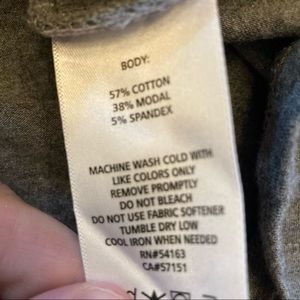 BODY:
57% COTTON
38% MODAL
5% SPANDEX
MACHINE WASH COLD WITH
LIKE COLORS ONLY
REMOVE PROMPTLY
DO NOT BLEACH
DO NOT USE FABRIC SOFTENER
TUMBLE DRY LOW
COOL IRON WHEN NEEDED
RN#54163
CA#57151